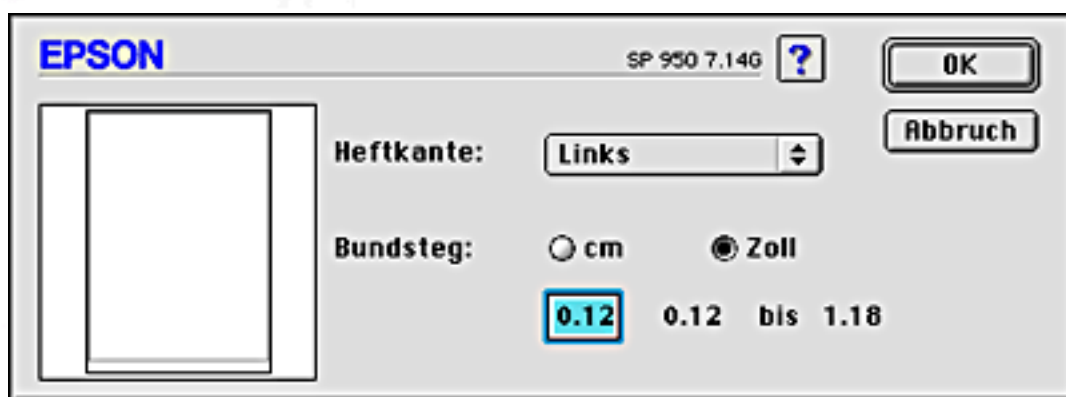 EPSON SP 950 7.14G ? OK
Abbruch
Heftkante: Links
Bundsteg: cm Zoll
0.12 0.12 bis 1.18